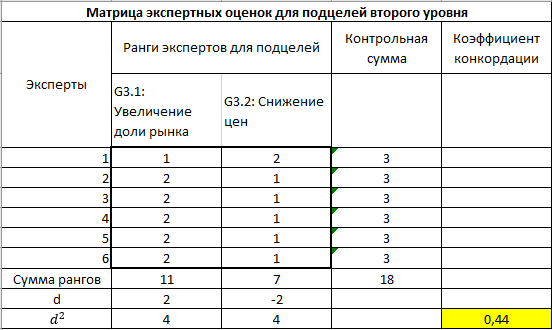 Матрица экспертных оценок для подцелей второго уровня
Эксперты
Ранги экспертов для подцелей
Контрольная
сумма
Коэффициент
конкордации
G3.1:
Увеличение
доли рынка
G3.2: Снижение
цен
1 1 2 3
2 2 1 3
3 2 1 3
4 2 1 3
5 2 1 3
6 2 1 3
Сумма рангов 11 7 18
d 2 -2
d² 4 4 0,44